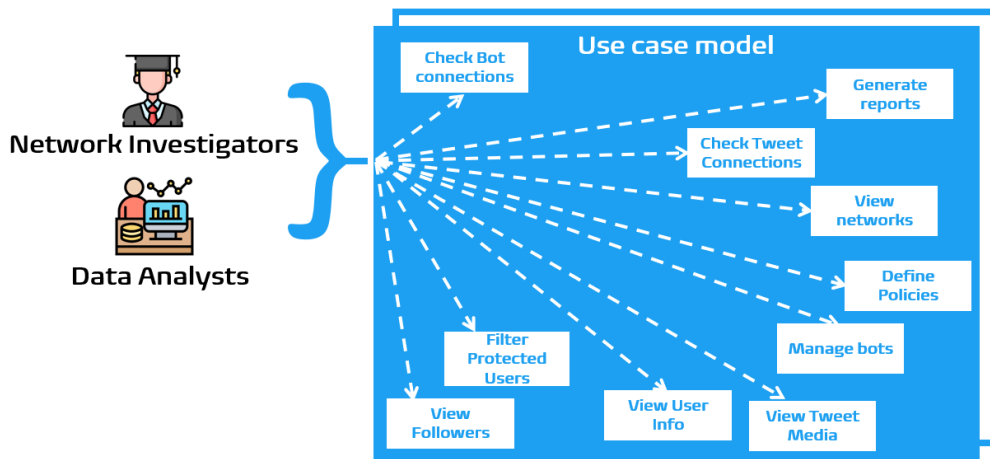 Use case model
Check Bot
connections
Generate
reports
Network Investigators
Check Tweet
Connections
View
networks
Data Analysts
Define
Policies
Manage bots
Filter
Protected
Users
View
Followers
View User
Info
View Tweet
Media